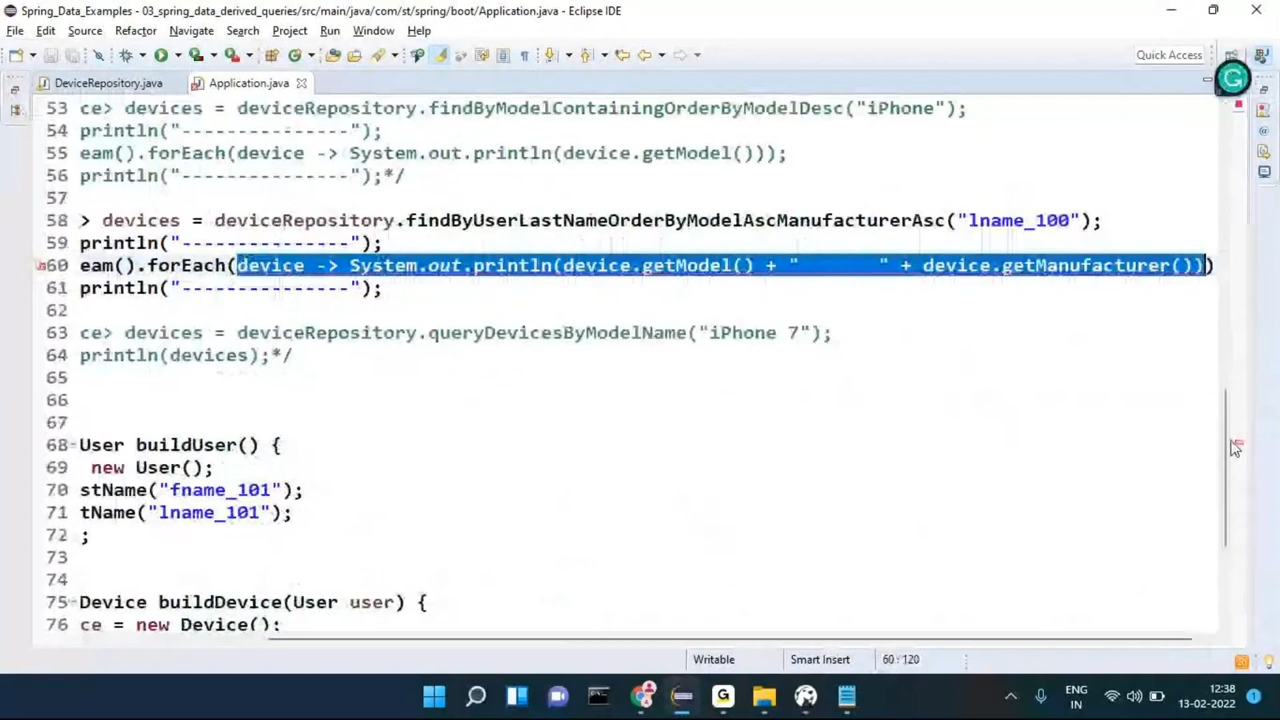 Spring_Data_Examples - 03_spring_data_derived_queries/src/main/java/com/st/spring/boot/Application.java - Eclipse IDE
File Edit Source Refactor Navigate Search Project Run Window Help
Quick Access
DeviceRepository.java Application.java
G
53 ce> devices = deviceRepository.findByModelContainingOrderByModelDesc("iPhone");
54 println("---------------");
55 eam().forEach(device -> System.out.println(device.getModel()));
56 println("---------------");*/
57
58 > devices = deviceRepository.findByUserLastNameOrderByModelAscManufacturerAsc("lname_100");
59 println("---------------");
60 eam().forEach(device -> System.out.println(device.getModel() + "       " + device.getManufacturer()))
61 println("---------------");
62
63 ce> devices = deviceRepository.queryDevicesByModelName("iPhone 7");
64 println(devices);*/
65
66
67
68 User buildUser() {
69 new User();
70 stName("fname_101");
71 tName("lname_101");
72 ;
73
74
75 Device buildDevice(User user) {
76 ce = new Device();
Writable Smart Insert 60 : 120
ENG 12:38
IN 13-02-2022